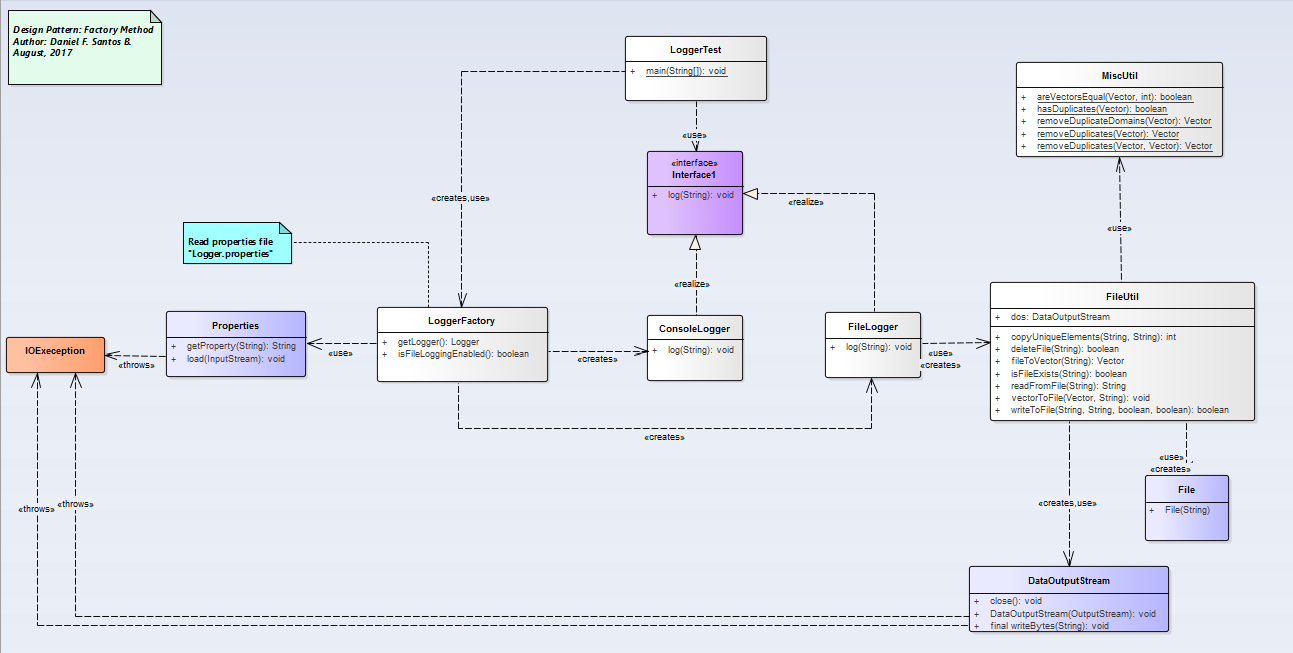 Design Pattern: Factory Method
Author: Daniel F. Santos B.
August, 2017
LoggerTest
+ main(String[]): void
MiscUtil
+ areVectorsEqual(Vector, int): boolean
+ hasDuplicates(Vector): boolean
+ removeDuplicateDomains(Vector): Vector
+ removeDuplicates(Vector): Vector
+ removeDuplicates(Vector, Vector): Vector
«use»
«interface»
Interface1
+ log(String): void
«creates,use»
«realize»
«use»
Read properties file
"Logger.properties"
«realize»
FileUtil
+ dos: DataOutputStream
+ copyUniqueElements(String, String): int
+ deleteFile(String): boolean
+ fileToVector(String): Vector
+ isFileExists(String): boolean
+ readFromFile(String): String
+ vectorToFile(Vector, String): void
+ writeToFile(String, String, boolean, boolean): boolean
IOExeception
«throws»
Properties
+ getProperty(String): String
+ load(InputStream): void
«use»
LoggerFactory
+ getLogger(): Logger
+ isFileLoggingEnabled(): boolean
«creates»
ConsoleLogger
+ log(String): void
FileLogger
+ log(String): void
«use»
«creates»
«creates»
«use»
«creates»
File
+ File(String)
«throws»
«throws»
«creates,use»
DataOutputStream
+ close(): void
+ DataOutputStream(OutputStream): void
+ final writeBytes(String): void